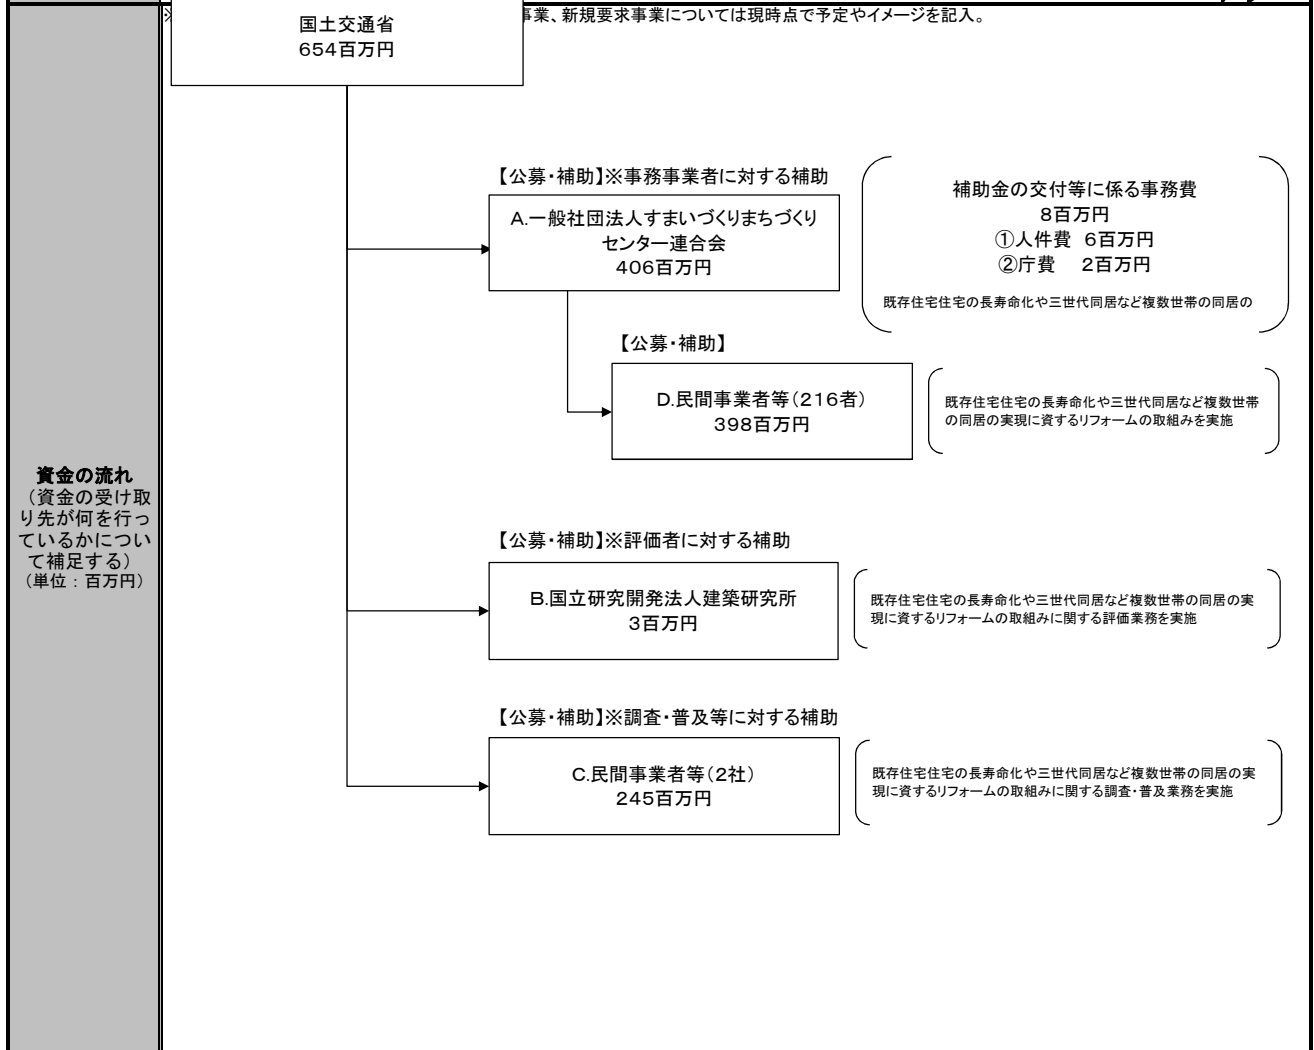 事業、新規要求事業については現時点で予定やイメージを記入。
国土交通省
654百万円
【公募・補助】※事務事業者に対する補助
A.一般社団法人すまいづくりまちづくり
センター連合会
406百万円
補助金の交付等に係る事務費
8百万円
①人件費 6百万円
②庁費 2百万円
既存住宅住宅の長寿命化や三世代同居など複数世帯の同居の
【公募・補助】
D.民間事業者等(216者)
398百万円
既存住宅住宅の長寿命化や三世代同居など複数世帯
の同居の実現に資するリフォームの取組みを実施
資金の流れ
(資金の受け取
り先が何を行っ
ているかについ
て補足する)
(単位:百万円)
【公募・補助】※評価者に対する補助
B.国立研究開発法人建築研究所
3百万円
既存住宅住宅の長寿命化や三世代同居など複数世帯の同居の実
現に資するリフォームの取組みに関する評価業務を実施
【公募・補助】※調査・普及等に対する補助
C.民間事業者等(2社)
245百万円
既存住宅住宅の長寿命化や三世代同居など複数世帯の同居の実
現に資するリフォームの取組みに関する調査・普及業務を実施